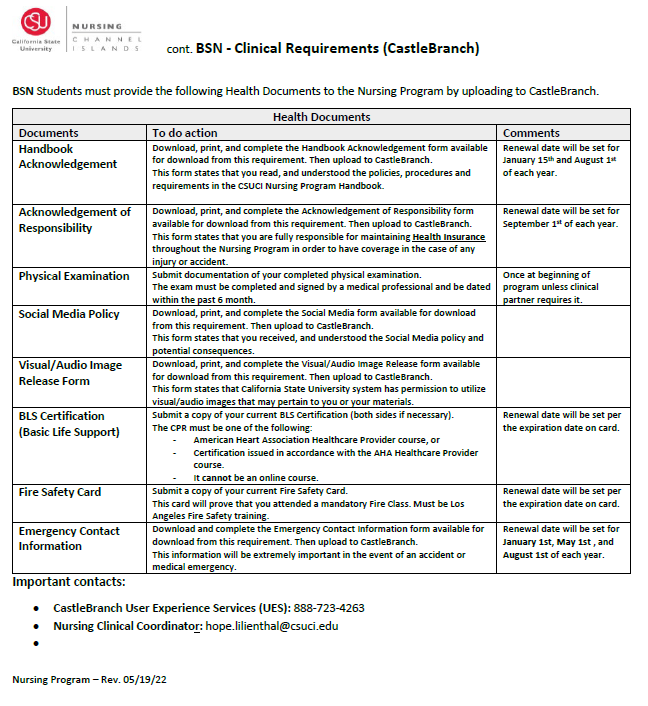 CSU
California State
University
NURSING
CHANNEL
ISLANDS
cont. BSN - Clinical Requirements (CastleBranch)
BSN Students must provide the following Health Documents to the Nursing Program by uploading to CastleBranch.
Health Documents
Documents To do action Comments
Handbook
Acknowledgement
Download, print, and complete the Handbook Acknowledgement form available
for download from this requirement. Then upload to CastleBranch.
This form states that you read, and understood the policies, procedures and
requirements in the CSUCI Nursing Program Handbook.
Renewal date will be set for
January 15th and August 1st
of each year.
Acknowledgement of
Responsibility
Download, print, and complete the Acknowledgement of Responsibility form
available for download from this requirement. Then upload to CastleBranch.
This form states that you are fully responsible for maintaining Health Insurance
throughout the Nursing Program in order to have coverage in the case of any
injury or accident.
Renewal date will be set for
September 1st of each year.
Physical Examination
Submit documentation of your completed physical examination.
The exam must be completed and signed by a medical professional and be dated
within the past 6 month.
Once at beginning of
program unless clinical
partner requires it.
Social Media Policy
Download, print, and complete the Social Media form available for download
from this requirement. Then upload to CastleBranch.
This form states that you received, and understood the Social Media policy and
potential consequences.
Visual/Audio Image
Release Form
Download, print, and complete the Visual/Audio Image Release form available
for download from this requirement. Then upload to CastleBranch.
This form states that California State University system has permission to utilize
visual/audio images that may pertain to you or your materials.
BLS Certification
(Basic Life Support)
Submit a copy of your current BLS Certification (both sides if necessary).
The CPR must be one of the following:
- American Heart Association Healthcare Provider course, or
- Certification issued in accordance with the AHA Healthcare Provider
course.
- It cannot be an online course.
Renewal date will be set per
the expiration date on card.
Fire Safety Card
Submit a copy of your current Fire Safety Card.
This card will prove that you attended a mandatory Fire Class. Must be Los
Angeles Fire Safety training.
Renewal date will be set per
the expiration date on card.
Emergency Contact
Information
Download and complete the Emergency Contact Information form available for
download from this requirement. Then upload to CastleBranch.
This information will be extremely important in the event of an accident or
medical emergency.
Renewal date will be set for
January 1st, May 1st , and
August 1st of each year.
Important contacts:
• CastleBranch User Experience Services (UES): 888-723-4263
• Nursing Clinical Coordinator: hope.lilienthal@csuci.edu
•
Nursing Program – Rev. 05/19/22